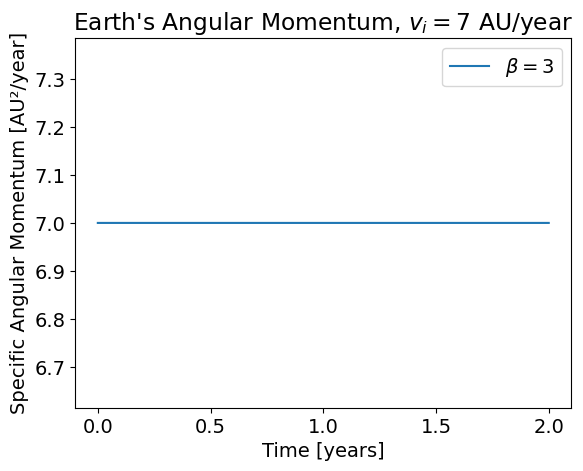 Earth's Angular Momentum, $v_i = 7$ AU/year
$\beta = 3$
Specific Angular Momentum [AU²/year]
7.3
7.2
7.1
7.0
6.9
6.8
6.7
0.0 0.5 1.0 1.5 2.0
Time [years]